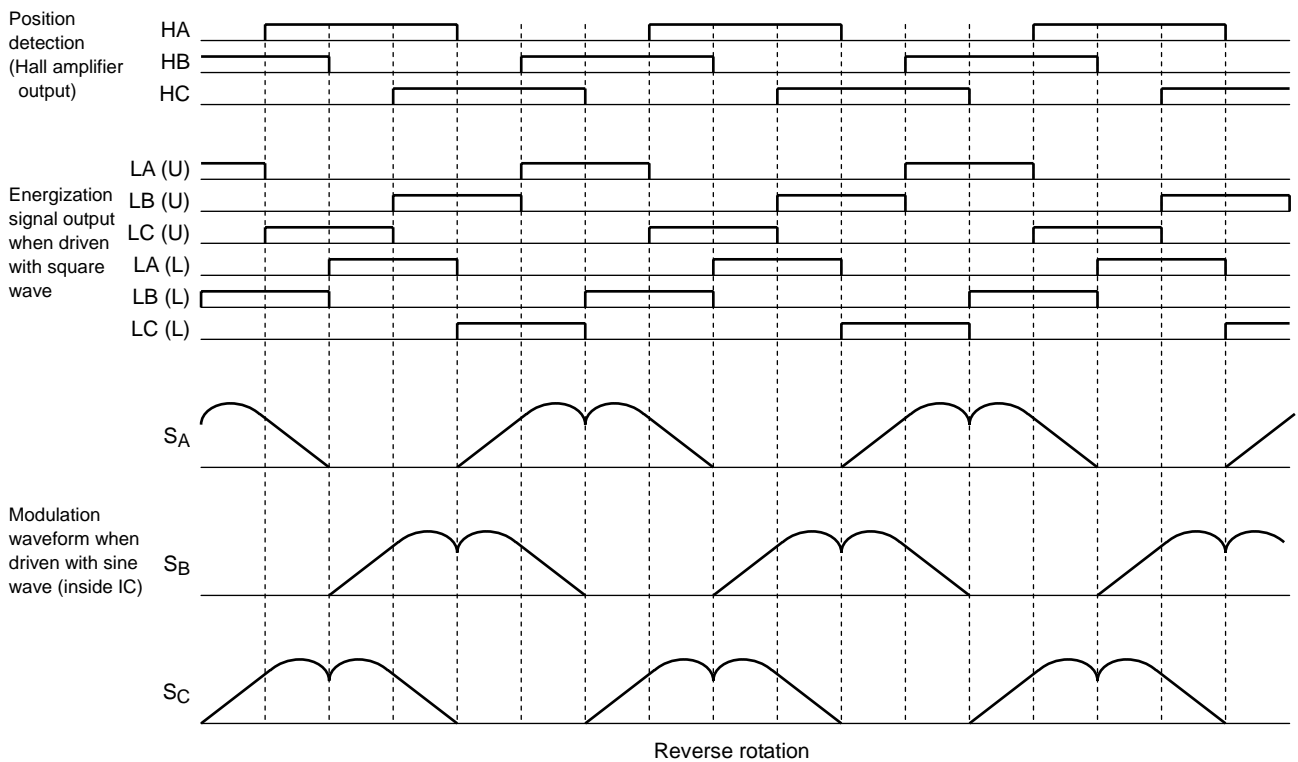 Position
detection
(Hall amplifier
output)
HA
HB
HC
Energization
signal output
when driven
with square
wave
LA (U)
LB (U)
LC (U)
LA (L)
LB (L)
LC (L)
SA
Modulation
waveform when
driven with sine
wave (inside IC)
SB
SC
Reverse rotation